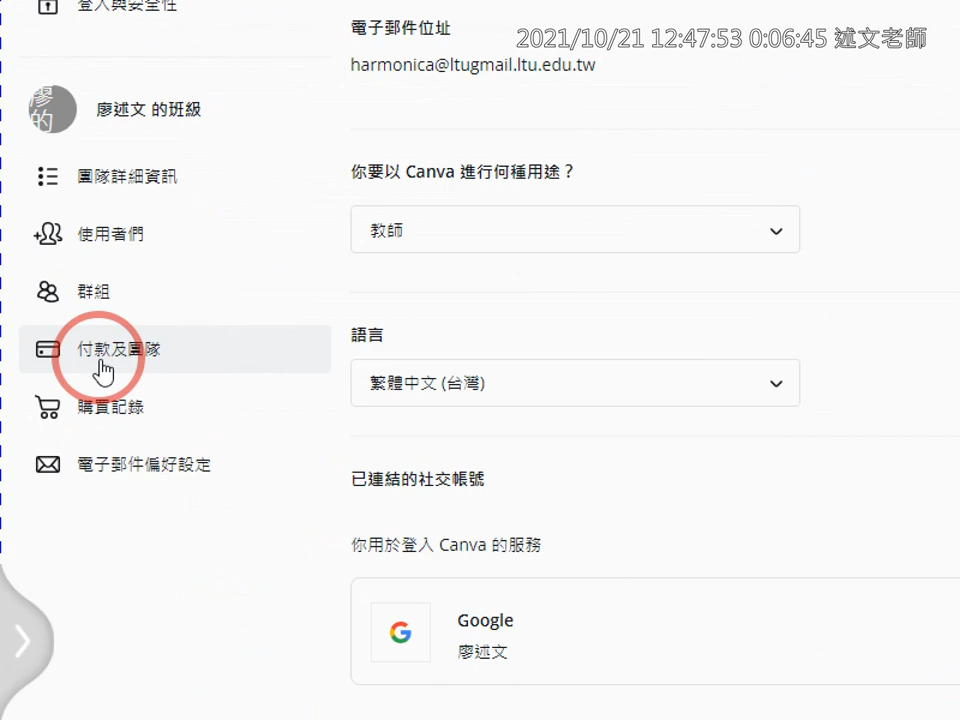 登入與安全性
廖述文 的班級
廖
的
團隊詳細資訊
使用者們
群組
付款及團隊
購買記錄
電子郵件偏好設定
2021/10/21 12:47:53 0:06:45 述文老師
電子郵件位址
harmonica@ltugmail.ltu.edu.tw
你要以 Canva 進行何種用途？
教師
語言
繁體中文 (台灣)
已連結的社交帳號
你用於登入 Canva 的服務
Google
廖述文